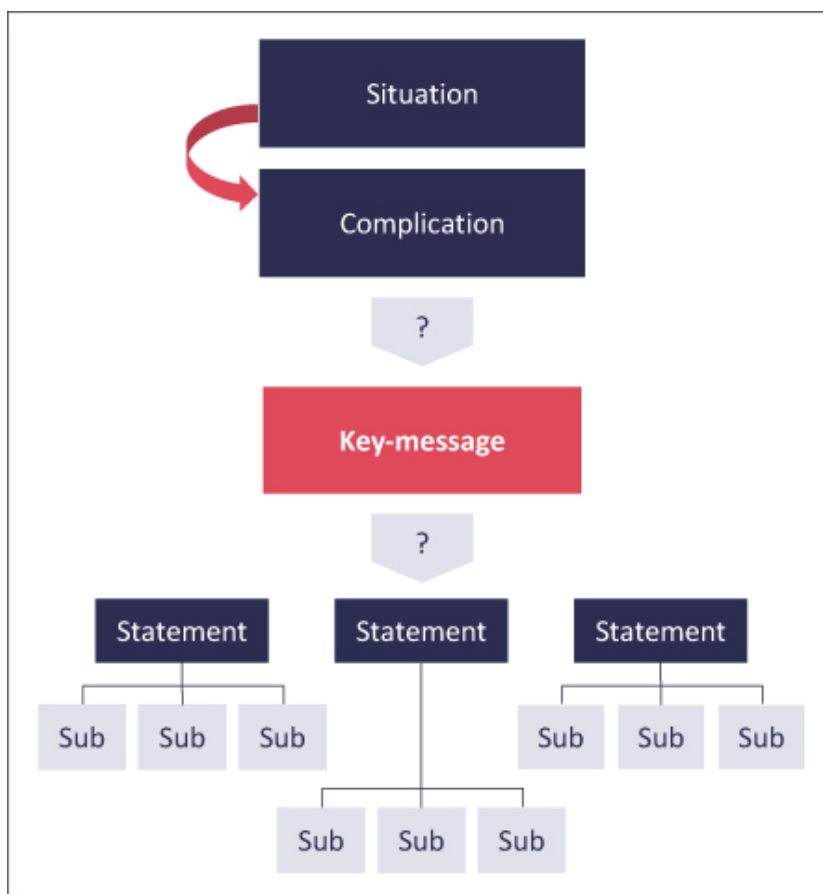 Situation
Complication
?
Key-message
?
Statement Statement Statement
Sub Sub Sub Sub Sub Sub
Sub Sub Sub